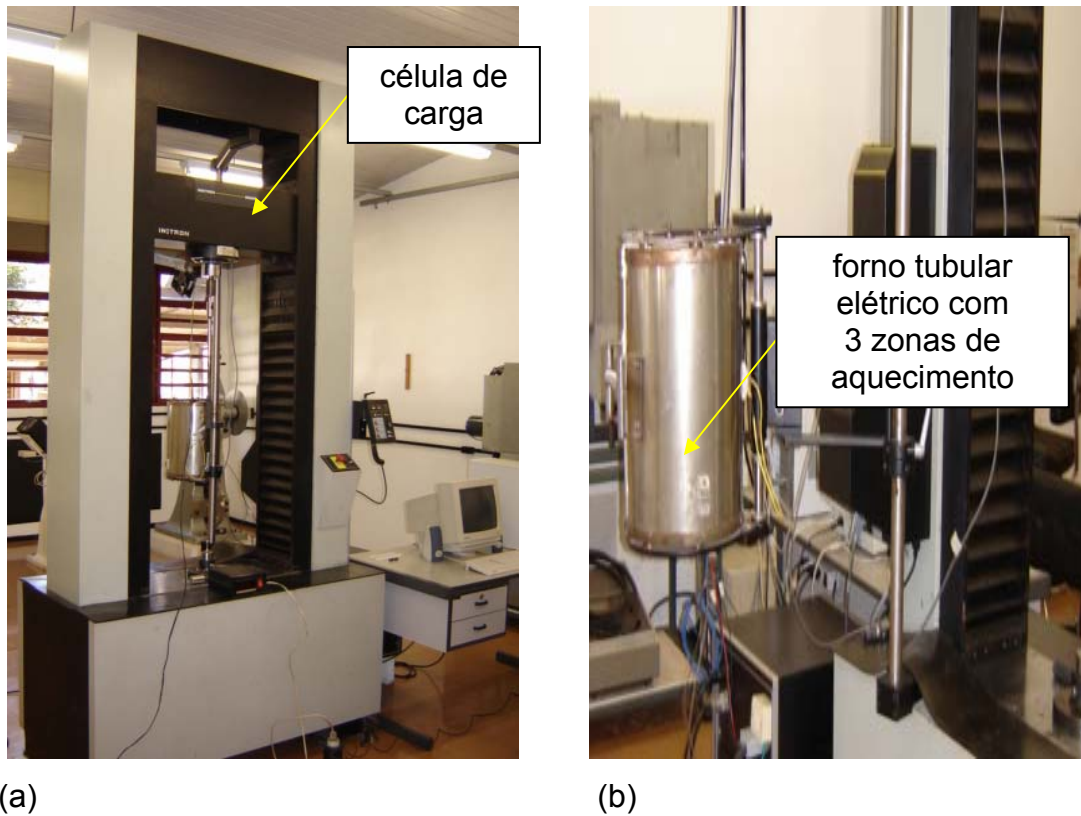 célula de
carga
INSTRON
forno tubular
elétrico com
3 zonas de
aquecimento
(a)
(b)